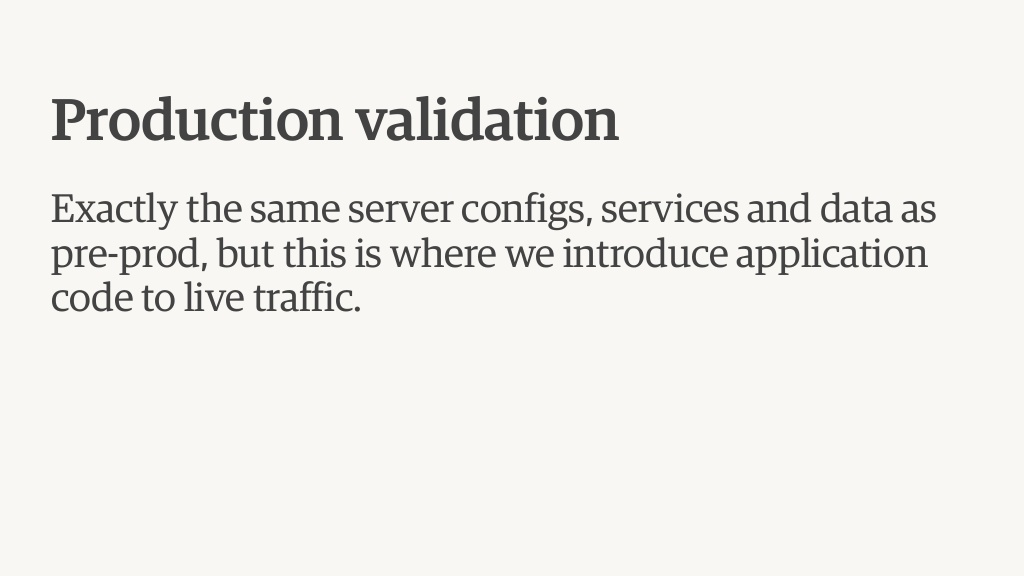 Production validation
Exactly the same server configs, services and data as
pre-prod, but this is where we introduce application
code to live traffic.